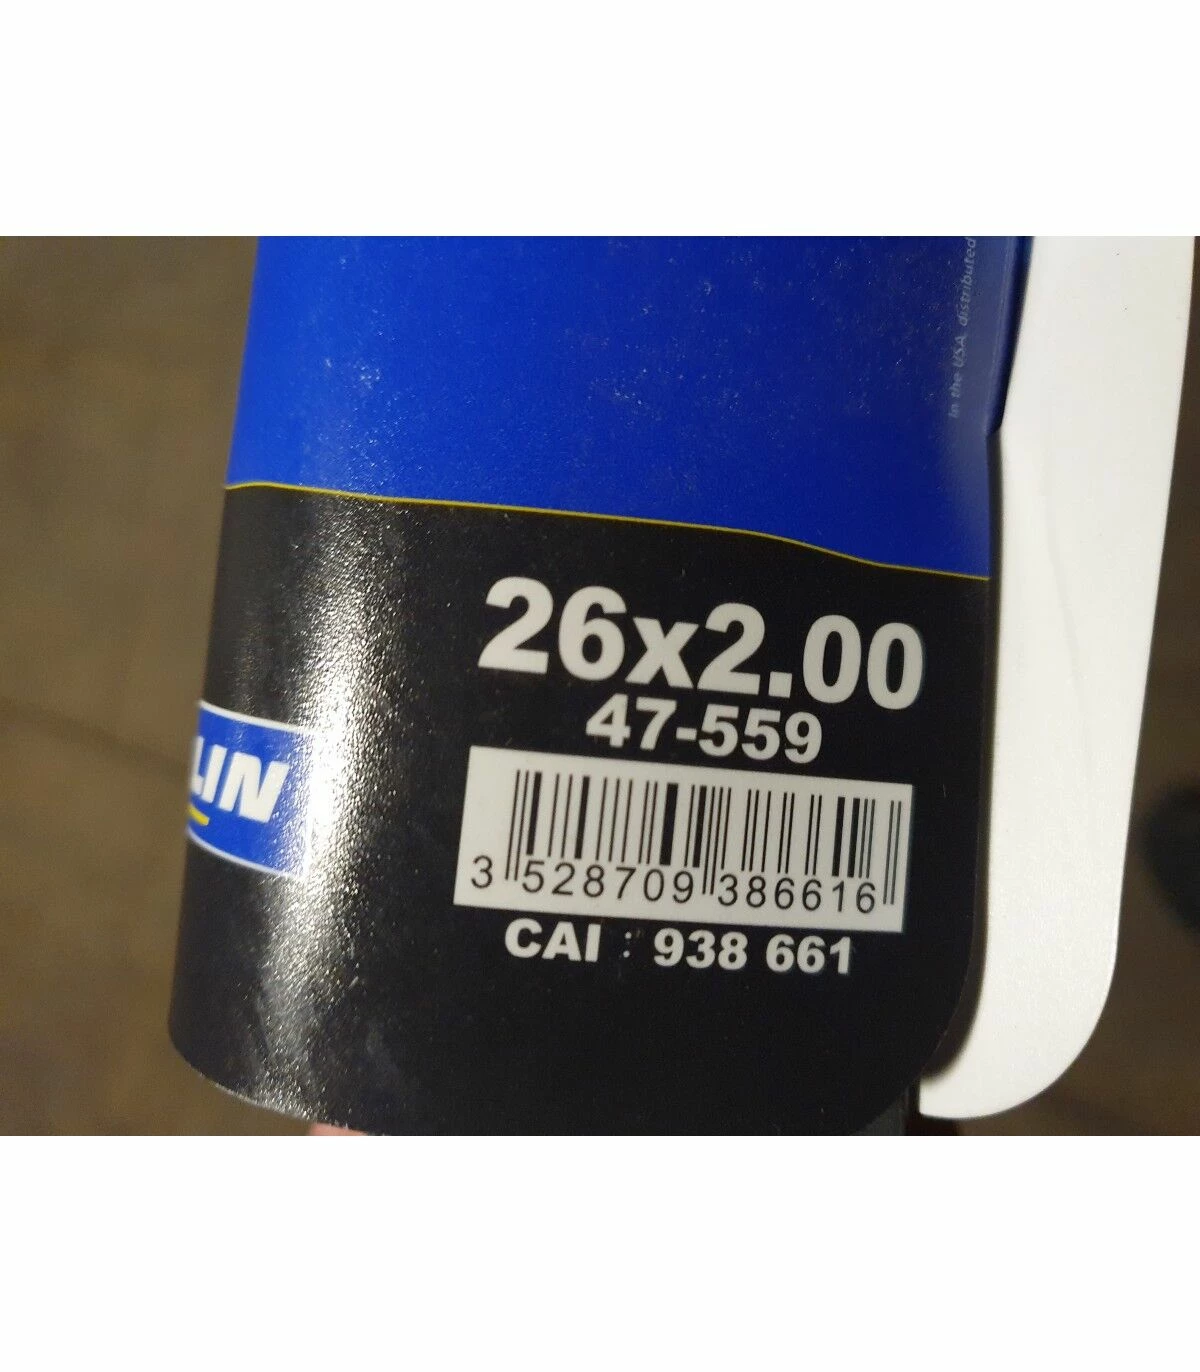 in the USA, distributed
26x2.00
47-559
LIN
3 528709 386616
CAI : 938 661